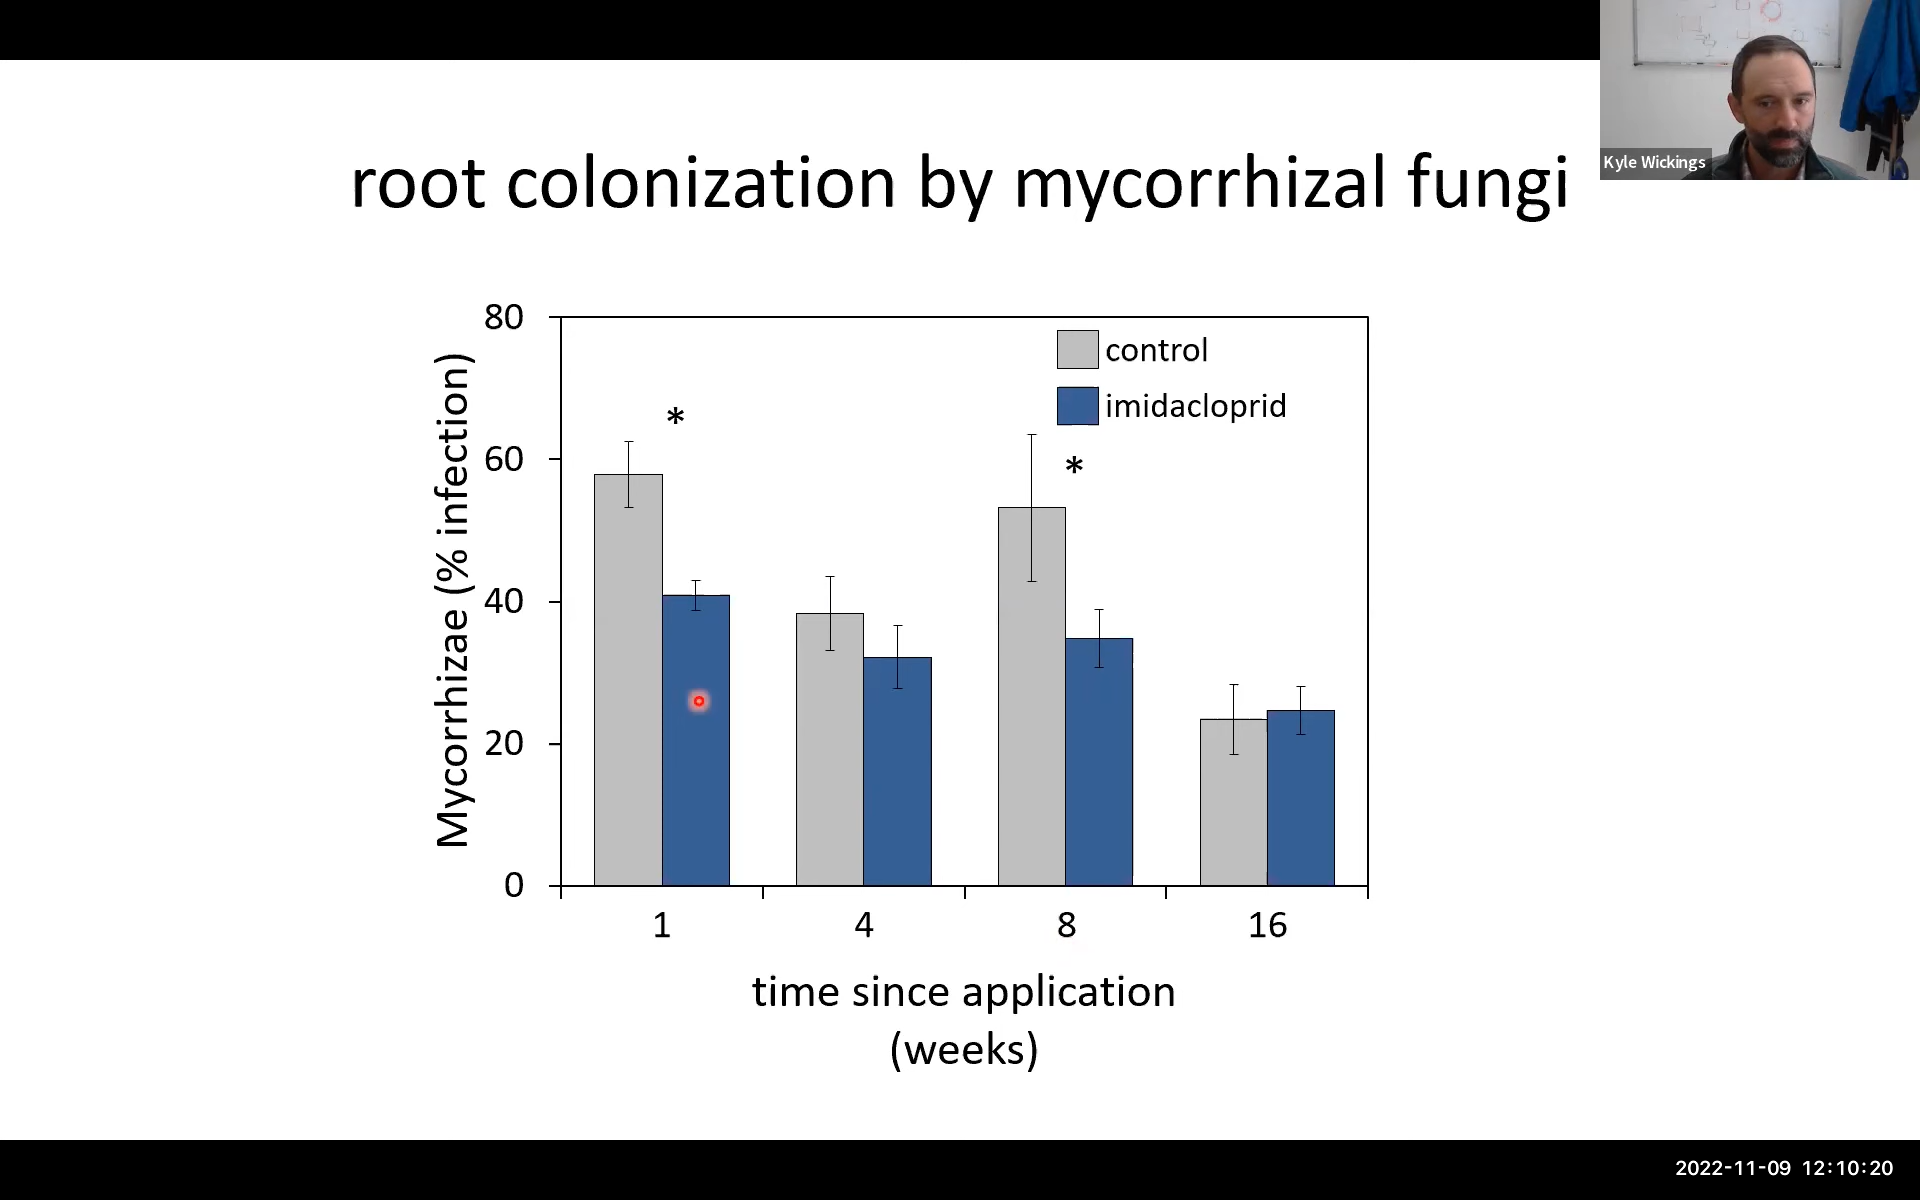 Kyle Wickings
root colonization by mycorrhizal fungi
Mycorrhizae (% infection)
80
60
40
20
0
control
imidacloprid
*
*
1 4 8 16
time since application
(weeks)
2022-11-09 12:10:20